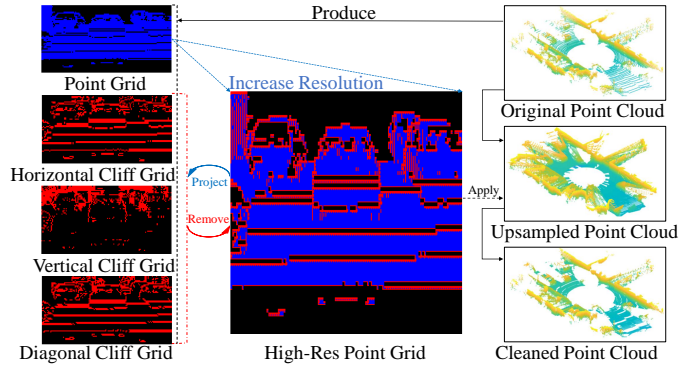 Produce
Point Grid
Increase Resolution
Original Point Cloud
Horizontal Cliff Grid
Project
Apply
Remove
Upsampled Point Cloud
Vertical Cliff Grid
Diagonal Cliff Grid
High-Res Point Grid
Cleaned Point Cloud